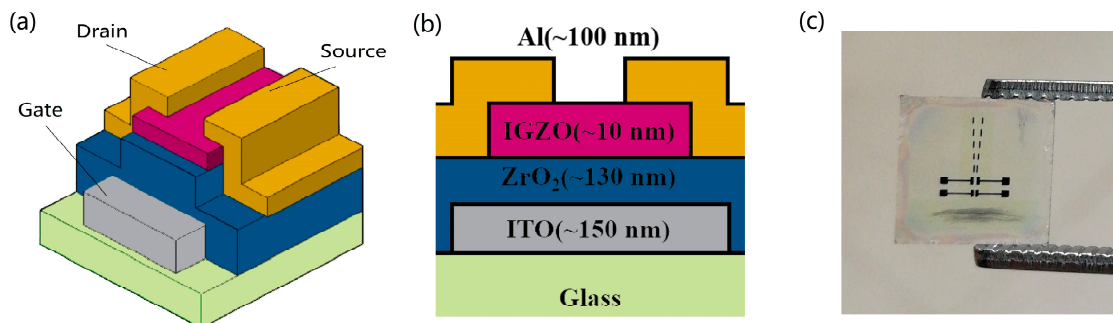 (a)
Drain
Source
Gate
(b)
Al(~100 nm)
IGZO(~10 nm)
ZrO₂(~130 nm)
ITO(~150 nm)
Glass
(c)